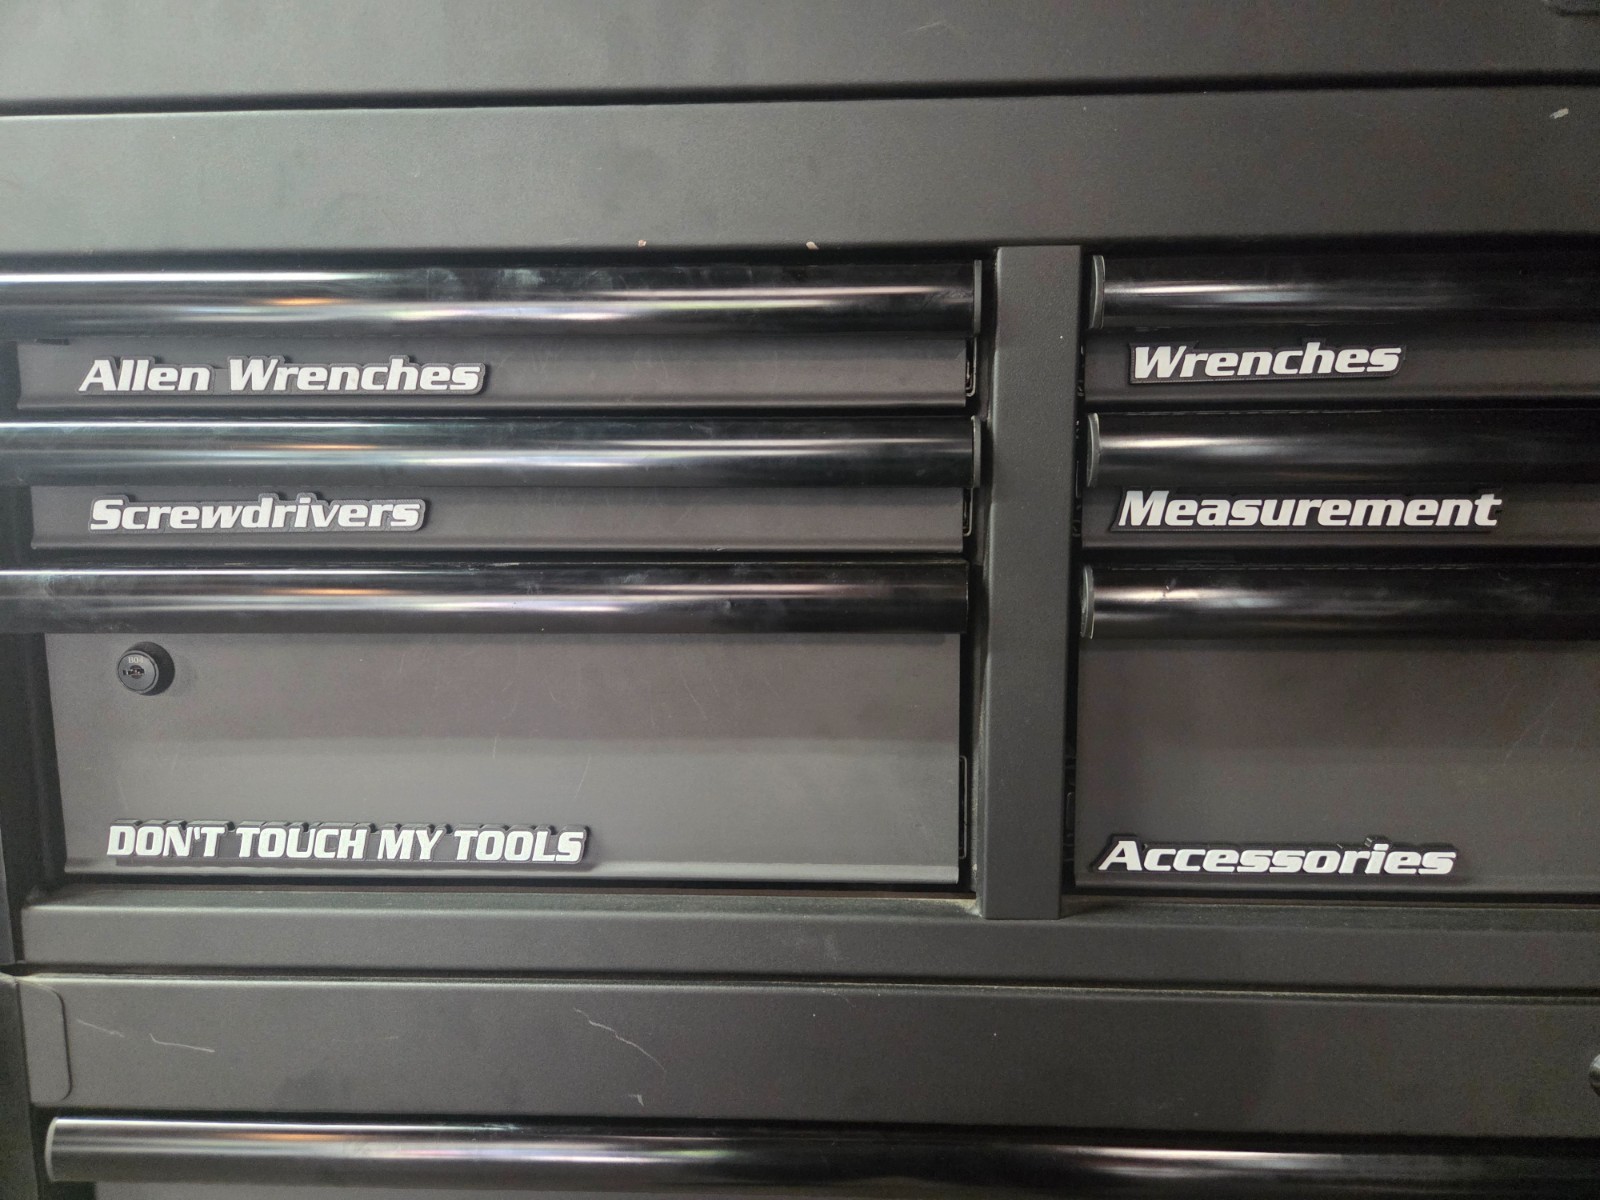 Allen Wrenches
Wrenches
Screwdrivers
Measurement
DON'T TOUCH MY TOOLS
Accessories